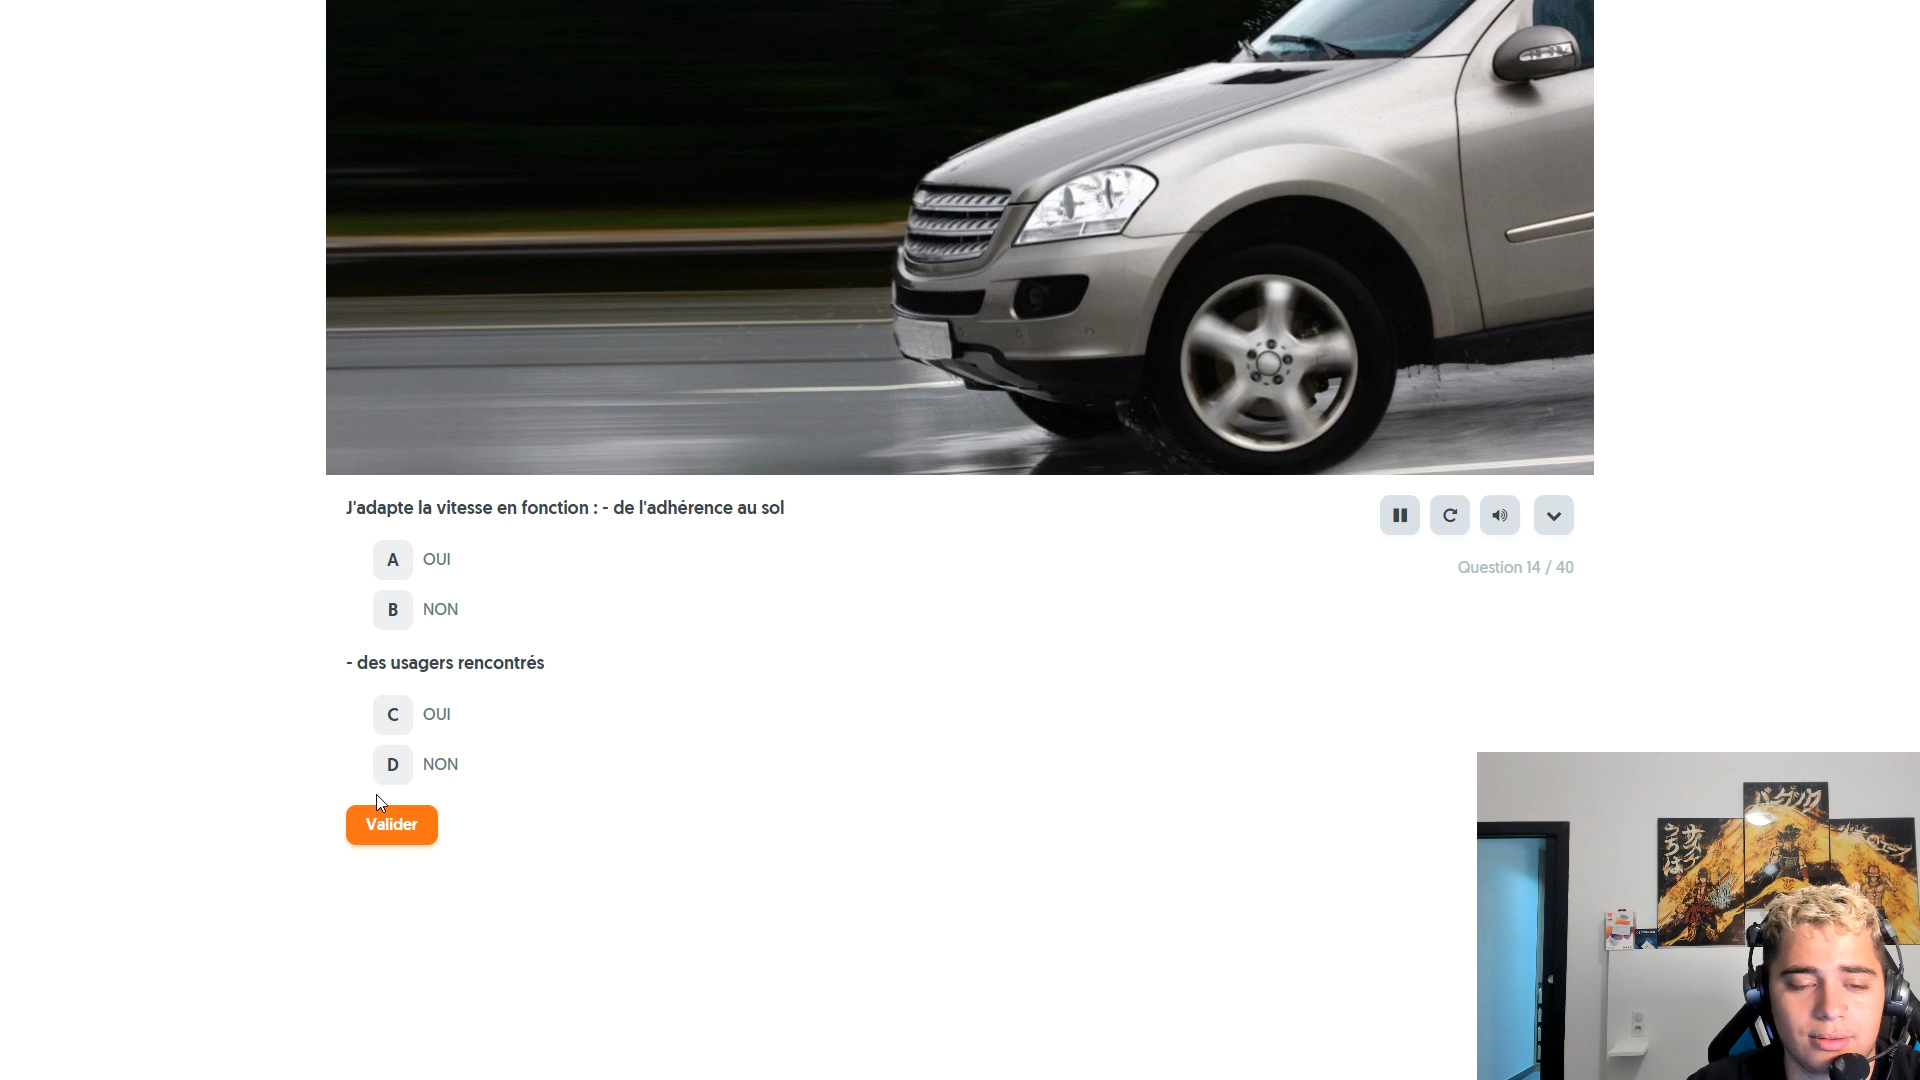 J'adapte la vitesse en fonction : - de l'adhérence au sol
A OUI
B NON
- des usagers rencontrés
C OUI
D NON
Valider
Question 14 / 40